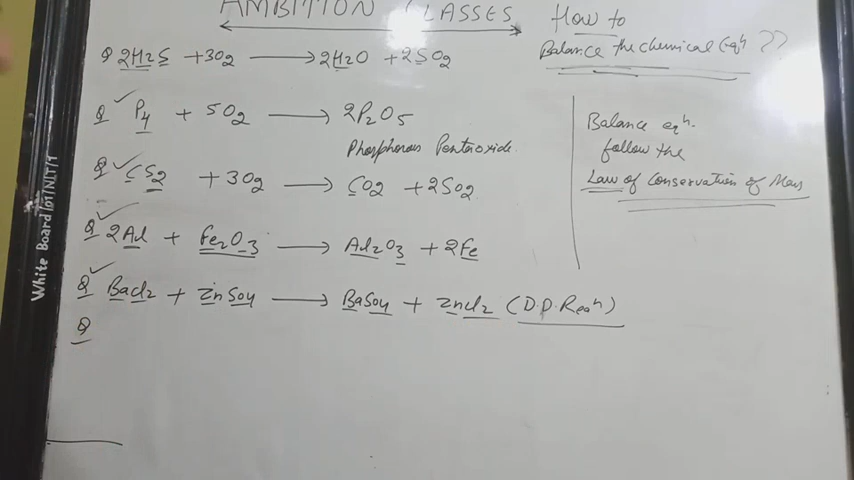 AMBITION CLASSES
How to
Balance the chemical Eqⁿ ??
Q 2H2S + 3O2 ⟶ 2H2O + 2SO2
Q P4 + 5O2 ⟶ 2P2O5
Phosphorous Pentaoxide
Q CS2 + 3O2 ⟶ CO2 + 2SO2
Q 2Al + Fe2O3 ⟶ Al2O3 + 2Fe
Q Bacl2 + ZnSO4 ⟶ BaSO4 + Zncl2 (D.D.Reaⁿ)
Q
Balance eqⁿ.
follow the
Law of Conservation of Mass
White Board